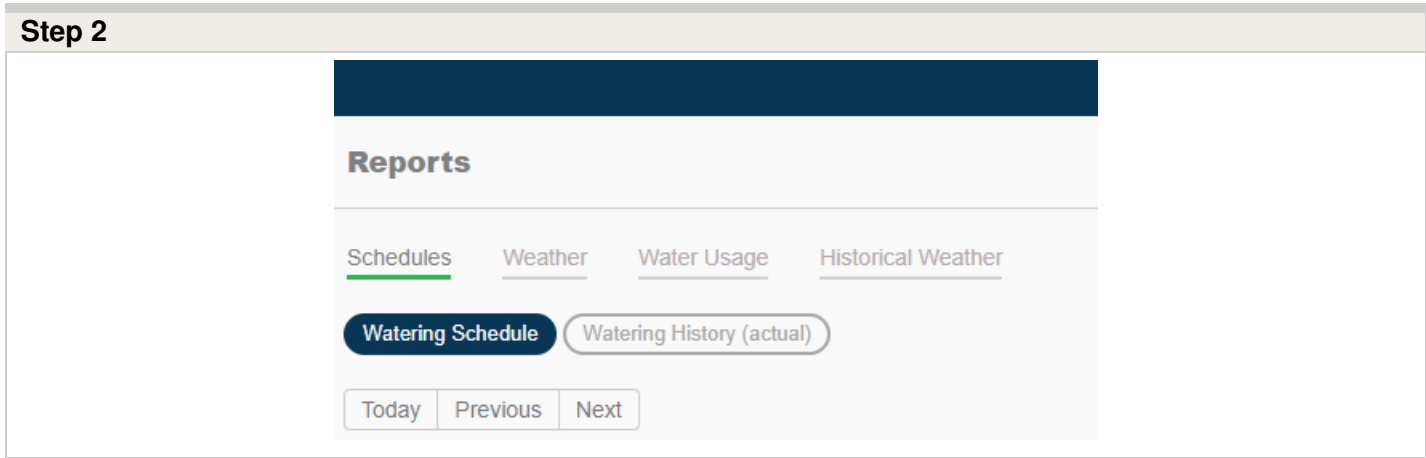 Step 2
Reports
Schedules Weather Water Usage Historical Weather
Watering Schedule Watering History (actual)
Today Previous Next